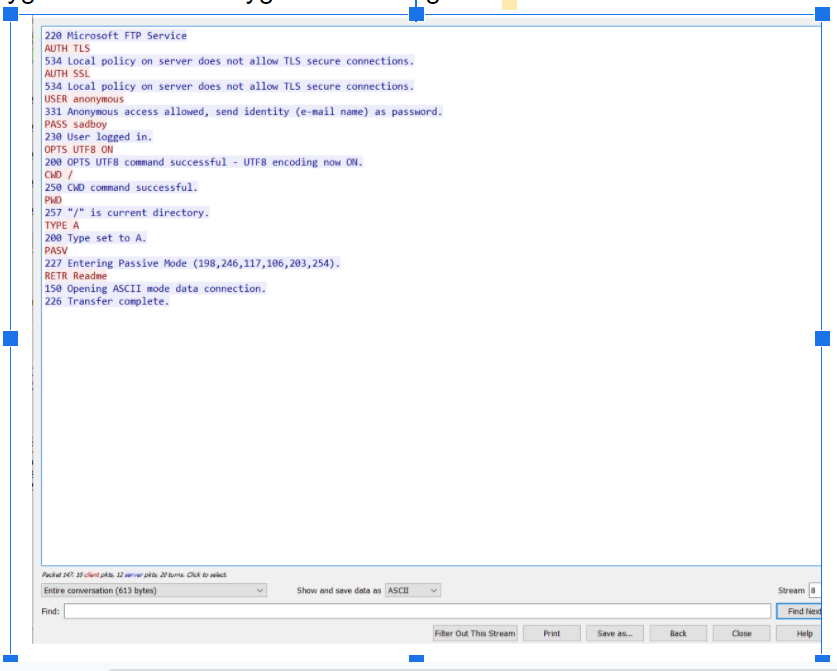 220 Microsoft FTP Service
AUTH TLS
534 Local policy on server does not allow TLS secure connections.
AUTH SSL
534 Local policy on server does not allow TLS secure connections.
USER anonymous
331 Anonymous access allowed, send identity (e-mail name) as password.
PASS sadboy
230 User logged in.
OPTS UTF8 ON
200 OPTS UTF8 command successful - UTF8 encoding now ON.
CWD /
250 CWD command successful.
PWD
257 "/" is current directory.
TYPE A
200 Type set to A.
PASV
227 Entering Passive Mode (198,246,117,106,203,254).
RETR Readme
150 Opening ASCII mode data connection.
226 Transfer complete.
Packet 147. 10 client pkts, 12 server pkts, 20 turns. Click to select.
Entire conversation (613 bytes) Show and save data as ASCII Stream 8
Find: Find Next
Filter Out This Stream Print Save as... Back Close Help